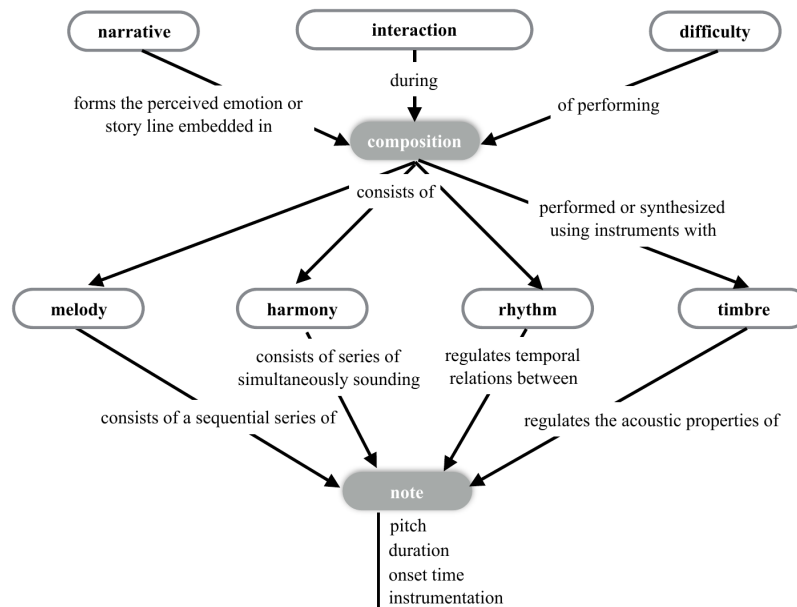 narrative
interaction
difficulty
during
forms the perceived emotion or
story line embedded in
of performing
composition
consists of
performed or synthesized
using instruments with
melody
harmony
rhythm
timbre
consists of series of
simultaneously sounding
regulates temporal
relations between
consists of a sequential series of
regulates the acoustic properties of
note
pitch
duration
onset time
instrumentation